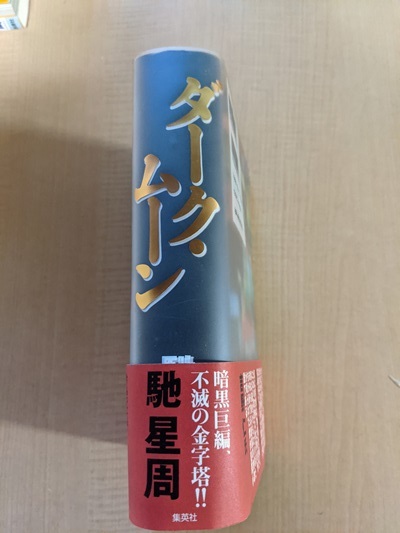 ダーク・
ムーン
暗黒巨編、
不滅の金字塔!!
馳星周
集英社